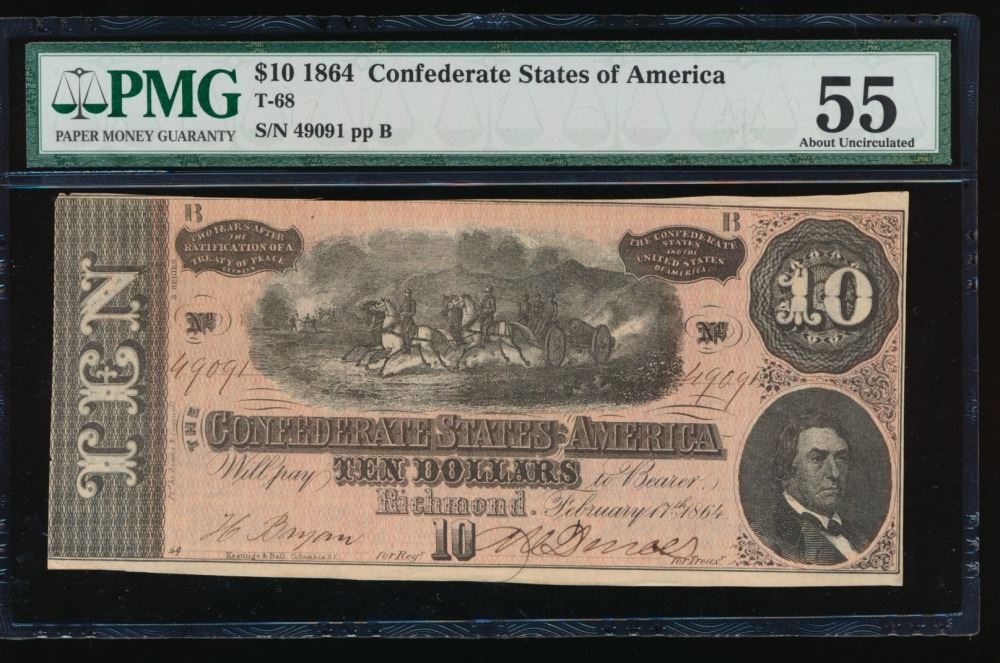 PMG
PAPER MONEY GUARANTY
$10 1864 Confederate States of America
T-68
S/N 49091 pp B
55
About Uncirculated
B
B
TWO YEARS AFTER
THE
RATIFICATION OF A
TREATY OF PEACE
BETWEEN
THE CONFEDERATE
STATES
AND THE
UNITED STATES
OF AMERICA.
10
TEN
No
No
49091
49091
THE
CONFEDERATE STATES OF AMERICA
Will pay TEN DOLLARS to Bearer.
Richmond. February 17th 1864.
10
H Bryan
for Regr.
for Treasr.
49
Keatinge & Ball, Columbia S.C.